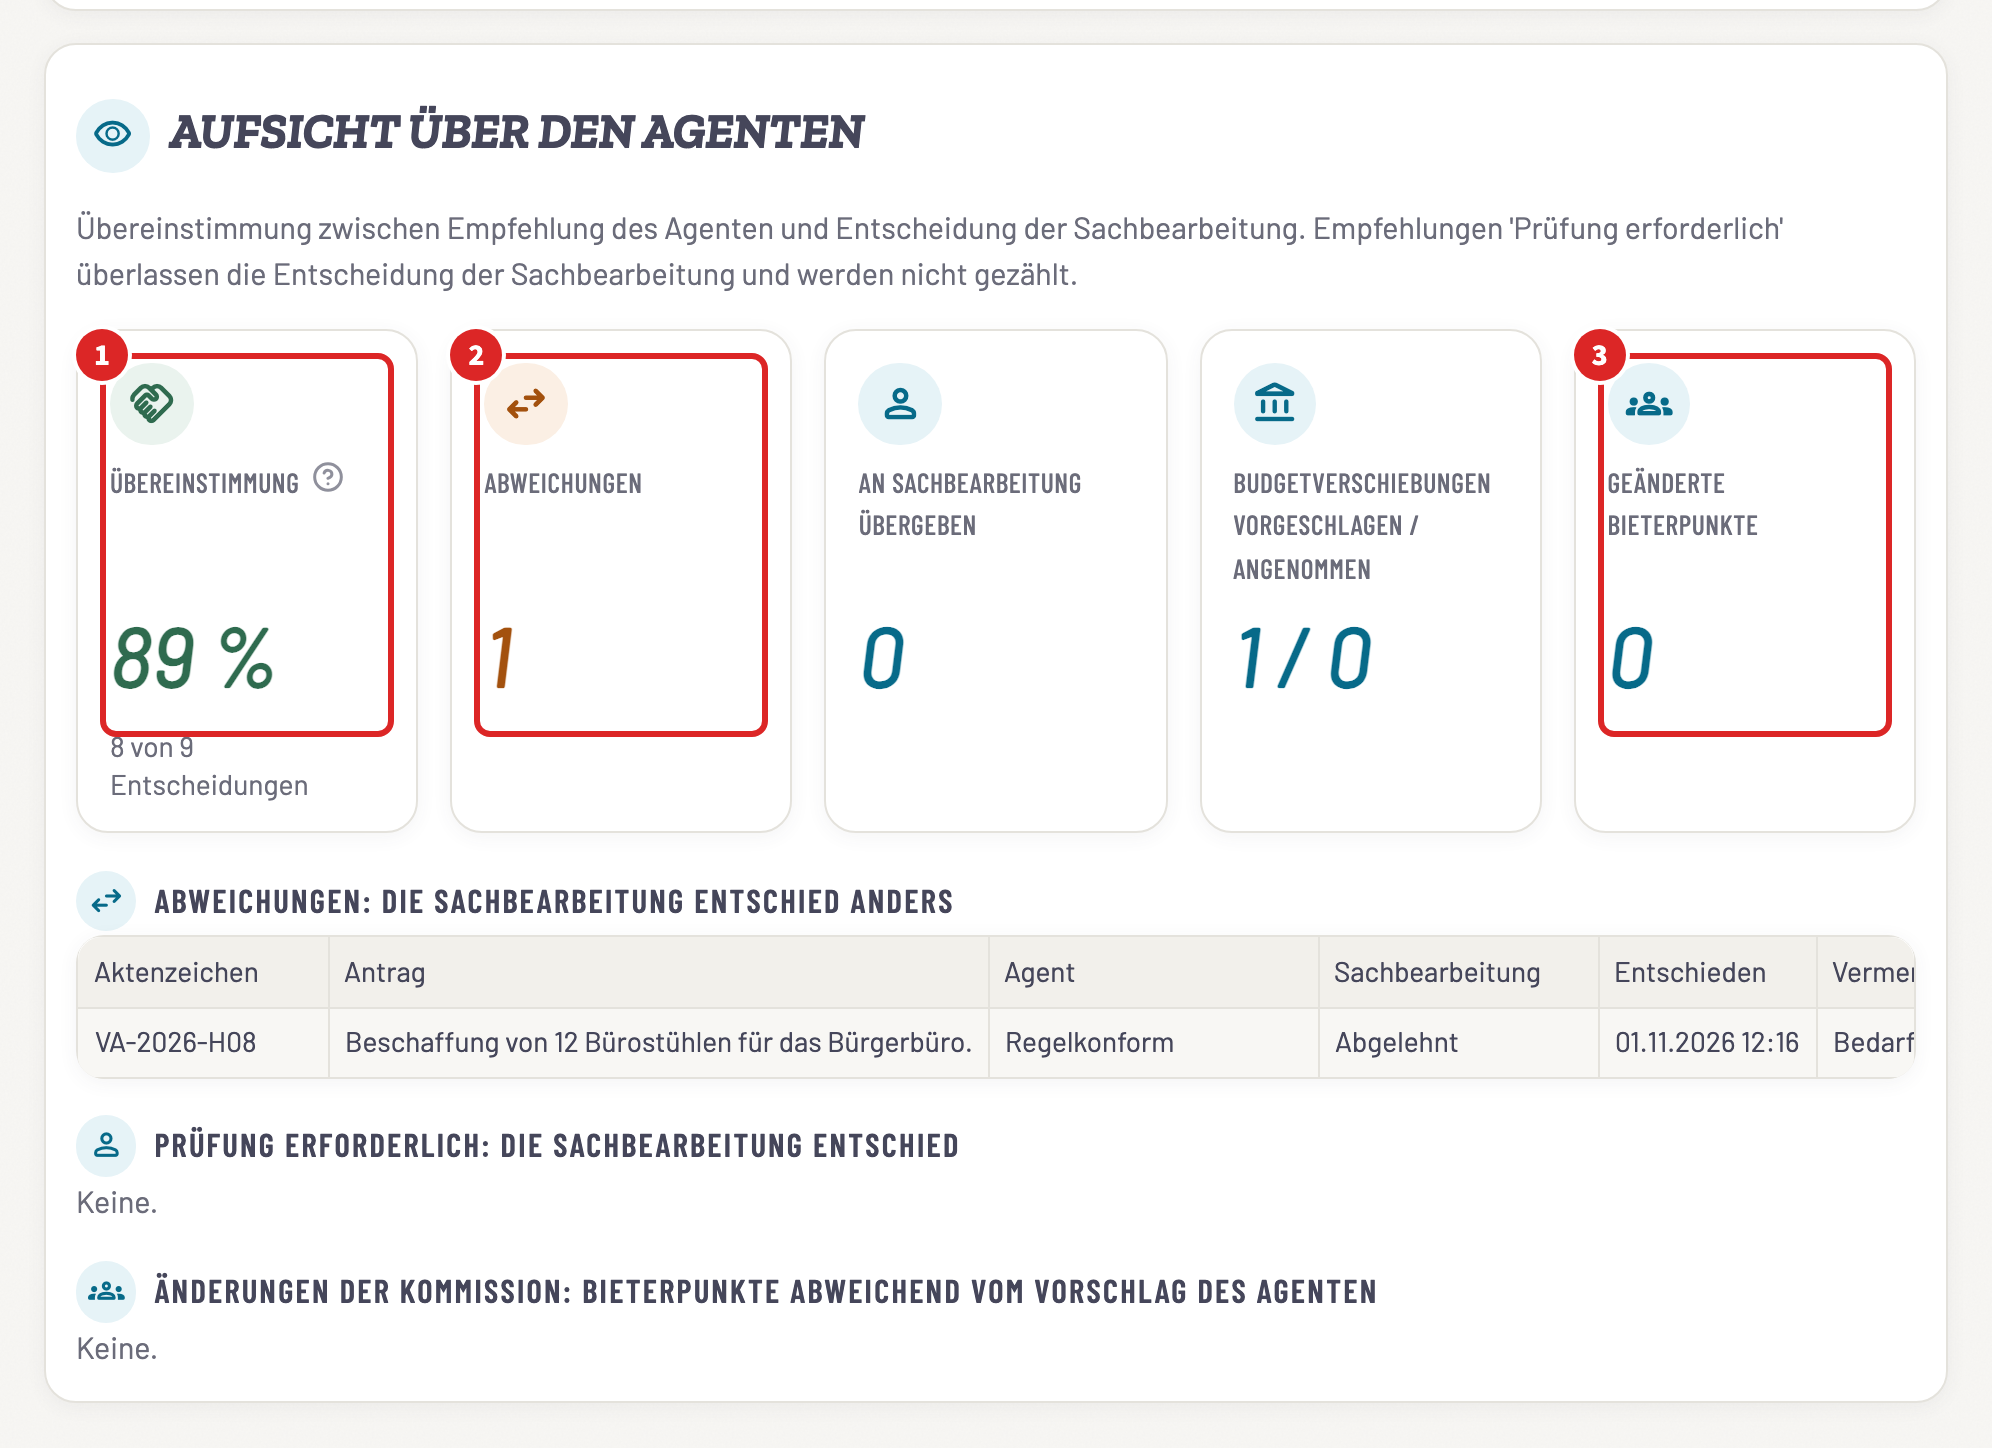 AUFSICHT ÜBER DEN AGENTEN
Übereinstimmung zwischen Empfehlung des Agenten und Entscheidung der Sachbearbeitung. Empfehlungen 'Prüfung erforderlich'
überlassen die Entscheidung der Sachbearbeitung und werden nicht gezählt.
1
ÜBEREINSTIMMUNG
?
89 %
8 von 9
Entscheidungen
2
ABWEICHUNGEN
1
AN SACHBEARBEITUNG
ÜBERGEBEN
0
BUDGETVERSCHIEBUNGEN
VORGESCHLAGEN /
ANGENOMMEN
1 / 0
3
GEÄNDERTE
BIETERPUNKTE
0
ABWEICHUNGEN: DIE SACHBEARBEITUNG ENTSCHIED ANDERS
Aktenzeichen Antrag Agent Sachbearbeitung Entschieden Vermer
VA-2026-H08 Beschaffung von 12 Bürostühlen für das Bürgerbüro. Regelkonform Abgelehnt 01.11.2026 12:16 Bedarf
PRÜFUNG ERFORDERLICH: DIE SACHBEARBEITUNG ENTSCHIED
Keine.
ÄNDERUNGEN DER KOMMISSION: BIETERPUNKTE ABWEICHEND VOM VORSCHLAG DES AGENTEN
Keine.